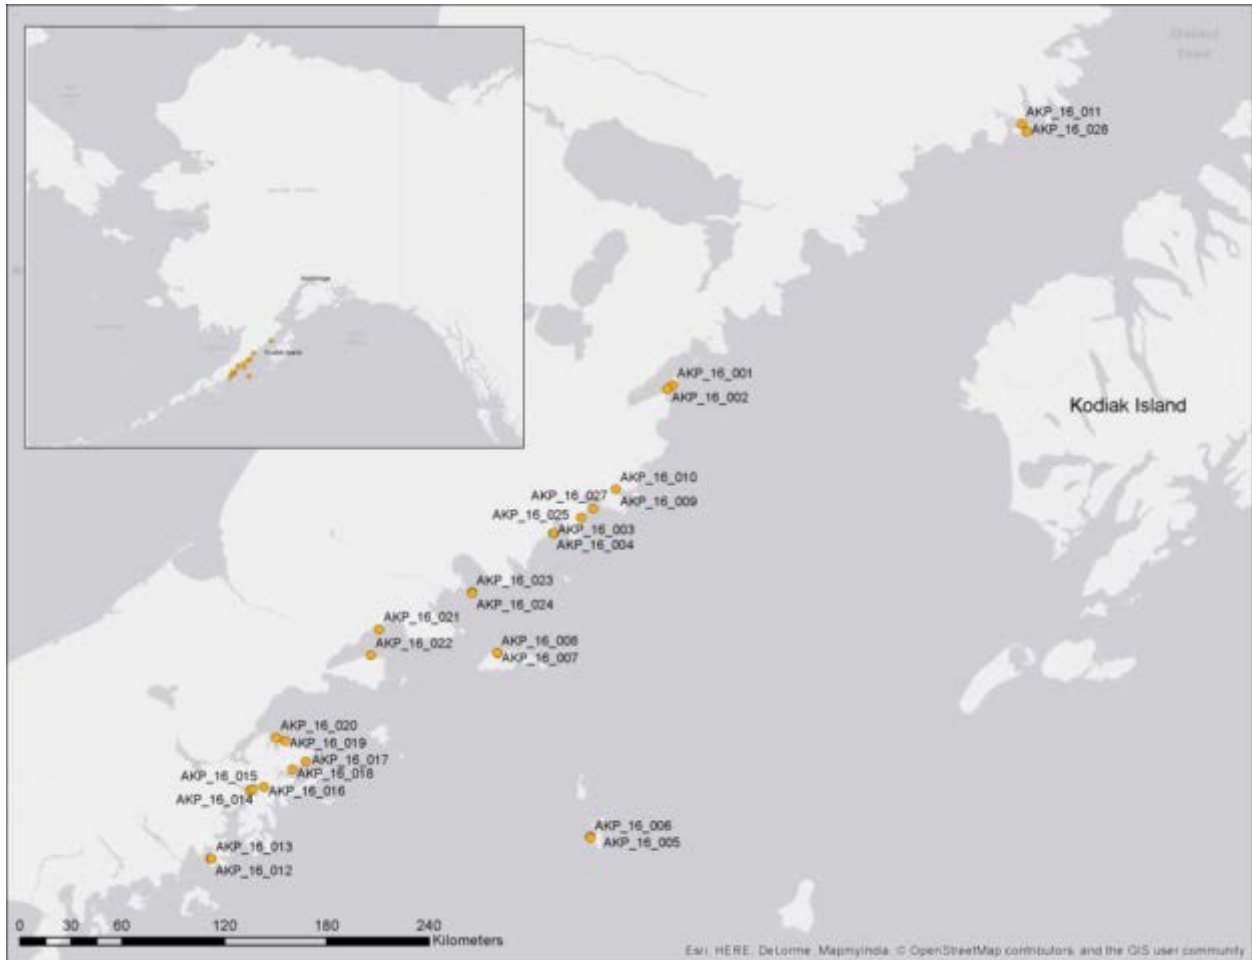 AKP_16_011
AKP_16_028
AKP_16_001
AKP_16_002
Kodiak Island
AKP_16_010
AKP_16_027
AKP_16_009
AKP_16_025
AKP_16_003
AKP_16_004
AKP_16_023
AKP_16_024
AKP_16_021
AKP_16_022
AKP_16_008
AKP_16_007
AKP_16_020
AKP_16_019
AKP_16_017
AKP_16_018
AKP_16_015
AKP_16_016
AKP_16_014
AKP_16_006
AKP_16_005
AKP_16_013
AKP_16_012
0 30 60 120 180 240
Kilometers
Esri, HERE, DeLorme, MapmyIndia, © OpenStreetMap contributors, and the GIS user community